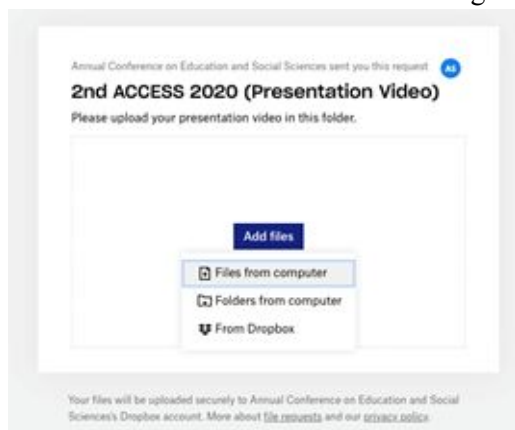 Annual Conference on Education and Social Sciences sent you this request
AS
2nd ACCESS 2020 (Presentation Video)
Please upload your presentation video in this folder.
Add files
Files from computer
Folders from computer
From Dropbox
Your files will be uploaded securely to Annual Conference on Education and Social
Sciences's Dropbox account. More about file requests and our privacy policy.